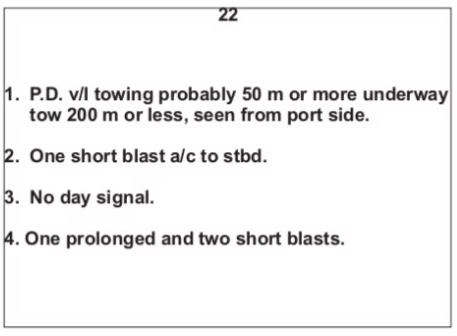 22
1. P.D. v/l towing probably 50 m or more underway
tow 200 m or less, seen from port side.
2. One short blast a/c to stbd.
3. No day signal.
4. One prolonged and two short blasts.